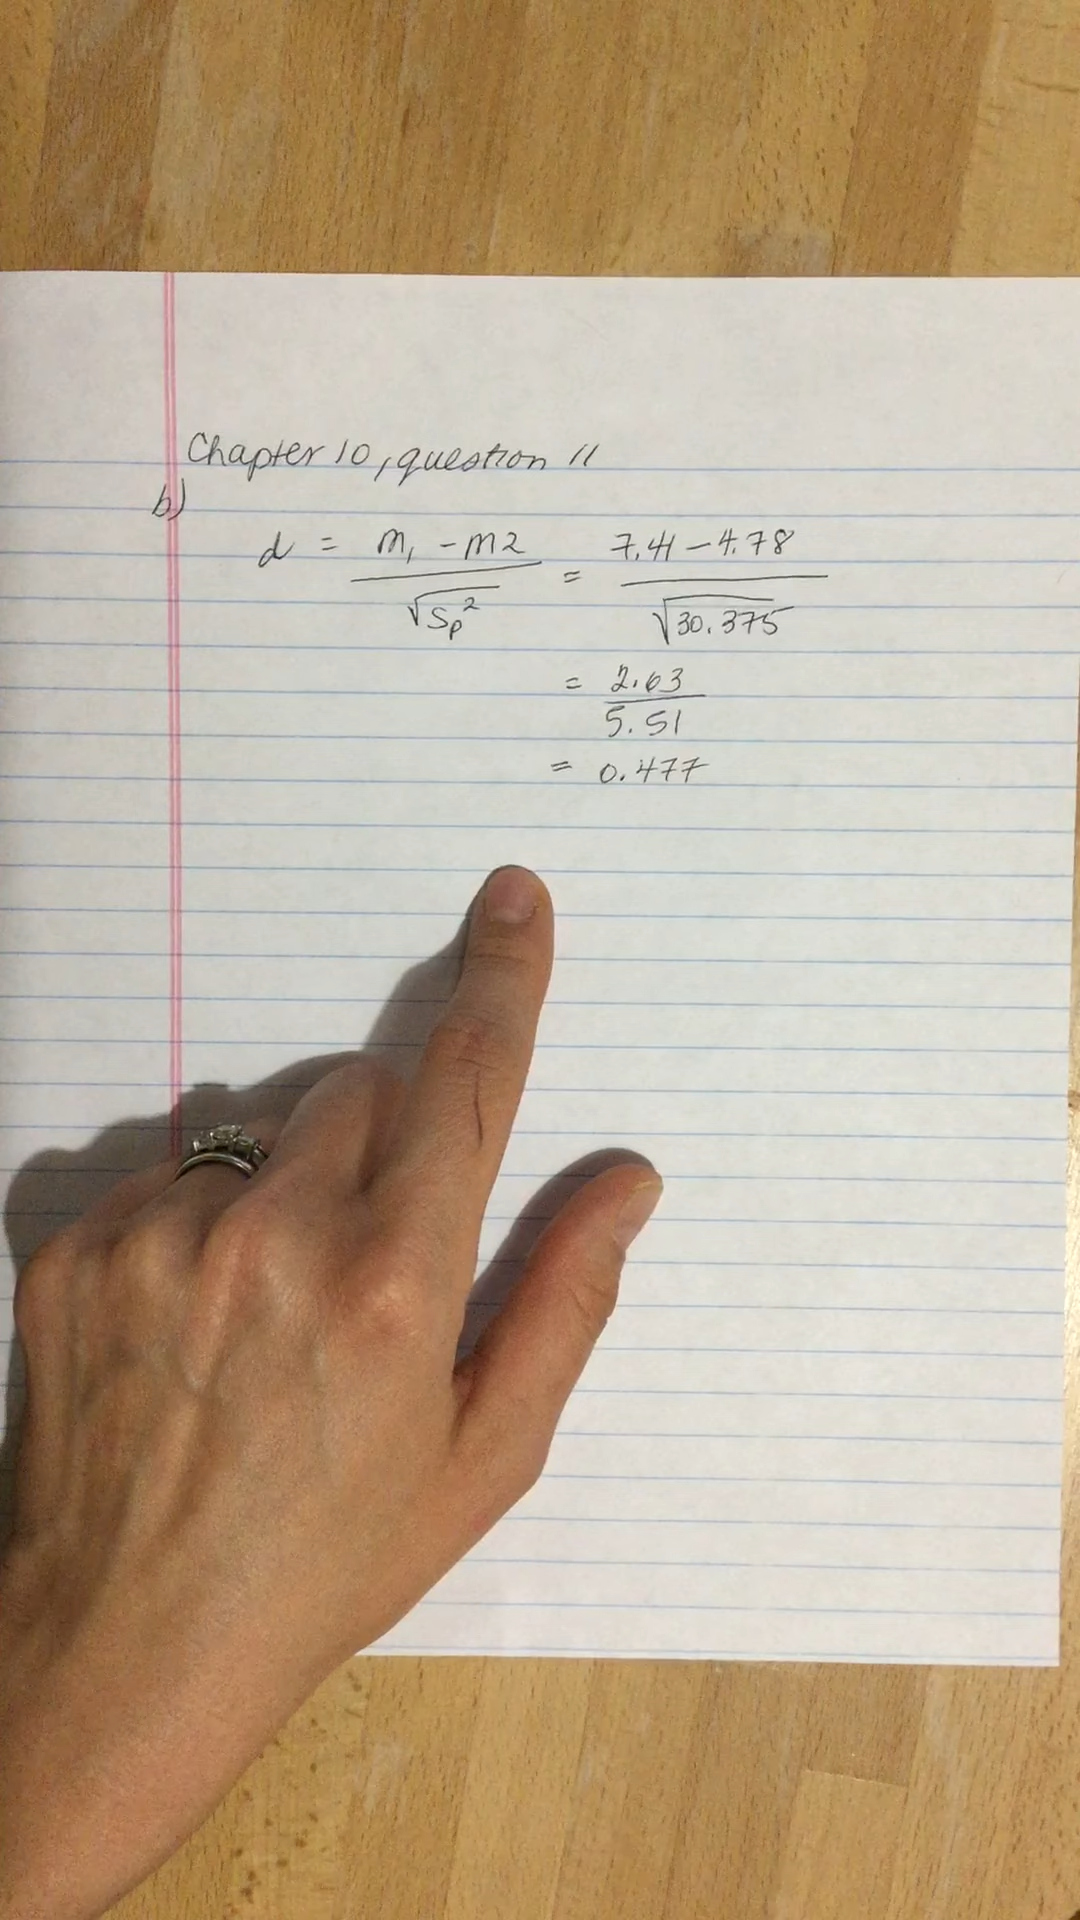 Chapter 10, question 11
b)
d = m₁ - m2 / √Sp² = 7.41 - 4.78 / √30.375
= 2.63 / 5.51
= 0.477